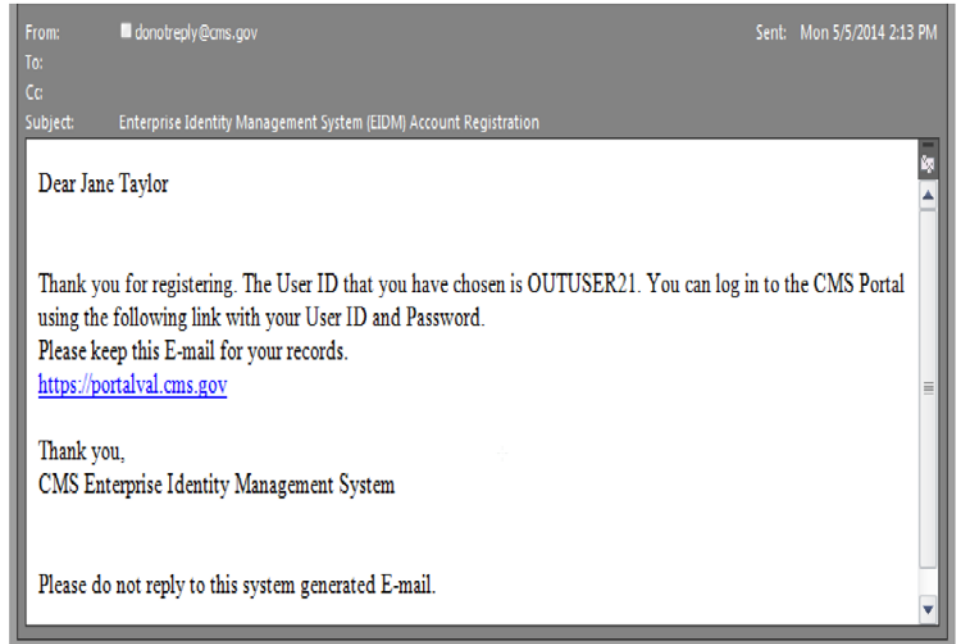 From: donotreply@cms.gov Sent: Mon 5/5/2014 2:13 PM
To:
Cc:
Subject: Enterprise Identity Management System (EIDM) Account Registration
Dear Jane Taylor
Thank you for registering. The User ID that you have chosen is OUTUSER21. You can log in to the CMS Portal
using the following link with your User ID and Password.
Please keep this E-mail for your records.
https://portalval.cms.gov
Thank you,
CMS Enterprise Identity Management System
Please do not reply to this system generated E-mail.